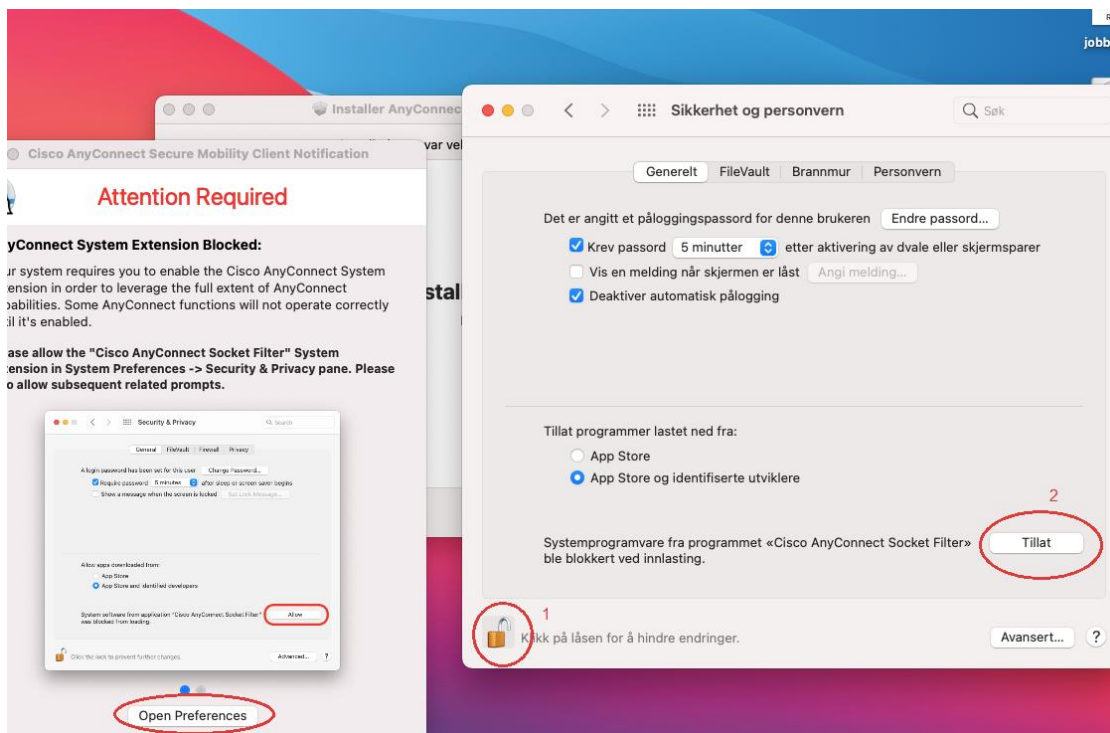 jobb
Installer AnyConnec
var vel
stal
Cisco AnyConnect Secure Mobility Client Notification
Attention Required
yConnect System Extension Blocked:
ur system requires you to enable the Cisco AnyConnect System
tension in order to leverage the full extent of AnyConnect
pabilities. Some AnyConnect functions will not operate correctly
til it's enabled.
ase allow the "Cisco AnyConnect Socket Filter" System
tension in System Preferences -> Security & Privacy pane. Please
o allow subsequent related prompts.
Security & Privacy
Search
General FileVault Firewall Privacy
A login password has been set for this user Change Password...
Require password 5 minutes after sleep or screen saver begins
Show a message when the screen is locked Set Lock Message...
Allow apps downloaded from:
App Store
App Store and identified developers
System software from application "Cisco AnyConnect Socket Filter" Allow
was blocked from loading.
Click the lock to prevent further changes. Advanced... ?
Open Preferences
Sikkerhet og personvern
Søk
Generelt FileVault Brannmur Personvern
Det er angitt et påloggingspassord for denne brukeren Endre passord...
Krev passord 5 minutter etter aktivering av dvale eller skjermsparer
Vis en melding når skjermen er låst Angi melding...
Deaktiver automatisk pålogging
Tillat programmer lastet ned fra:
App Store
App Store og identifiserte utviklere
2
Systemprogramvare fra programmet «Cisco AnyConnect Socket Filter» Tillat
ble blokkert ved innlasting.
1
Klikk på låsen for å hindre endringer. Avansert... ?